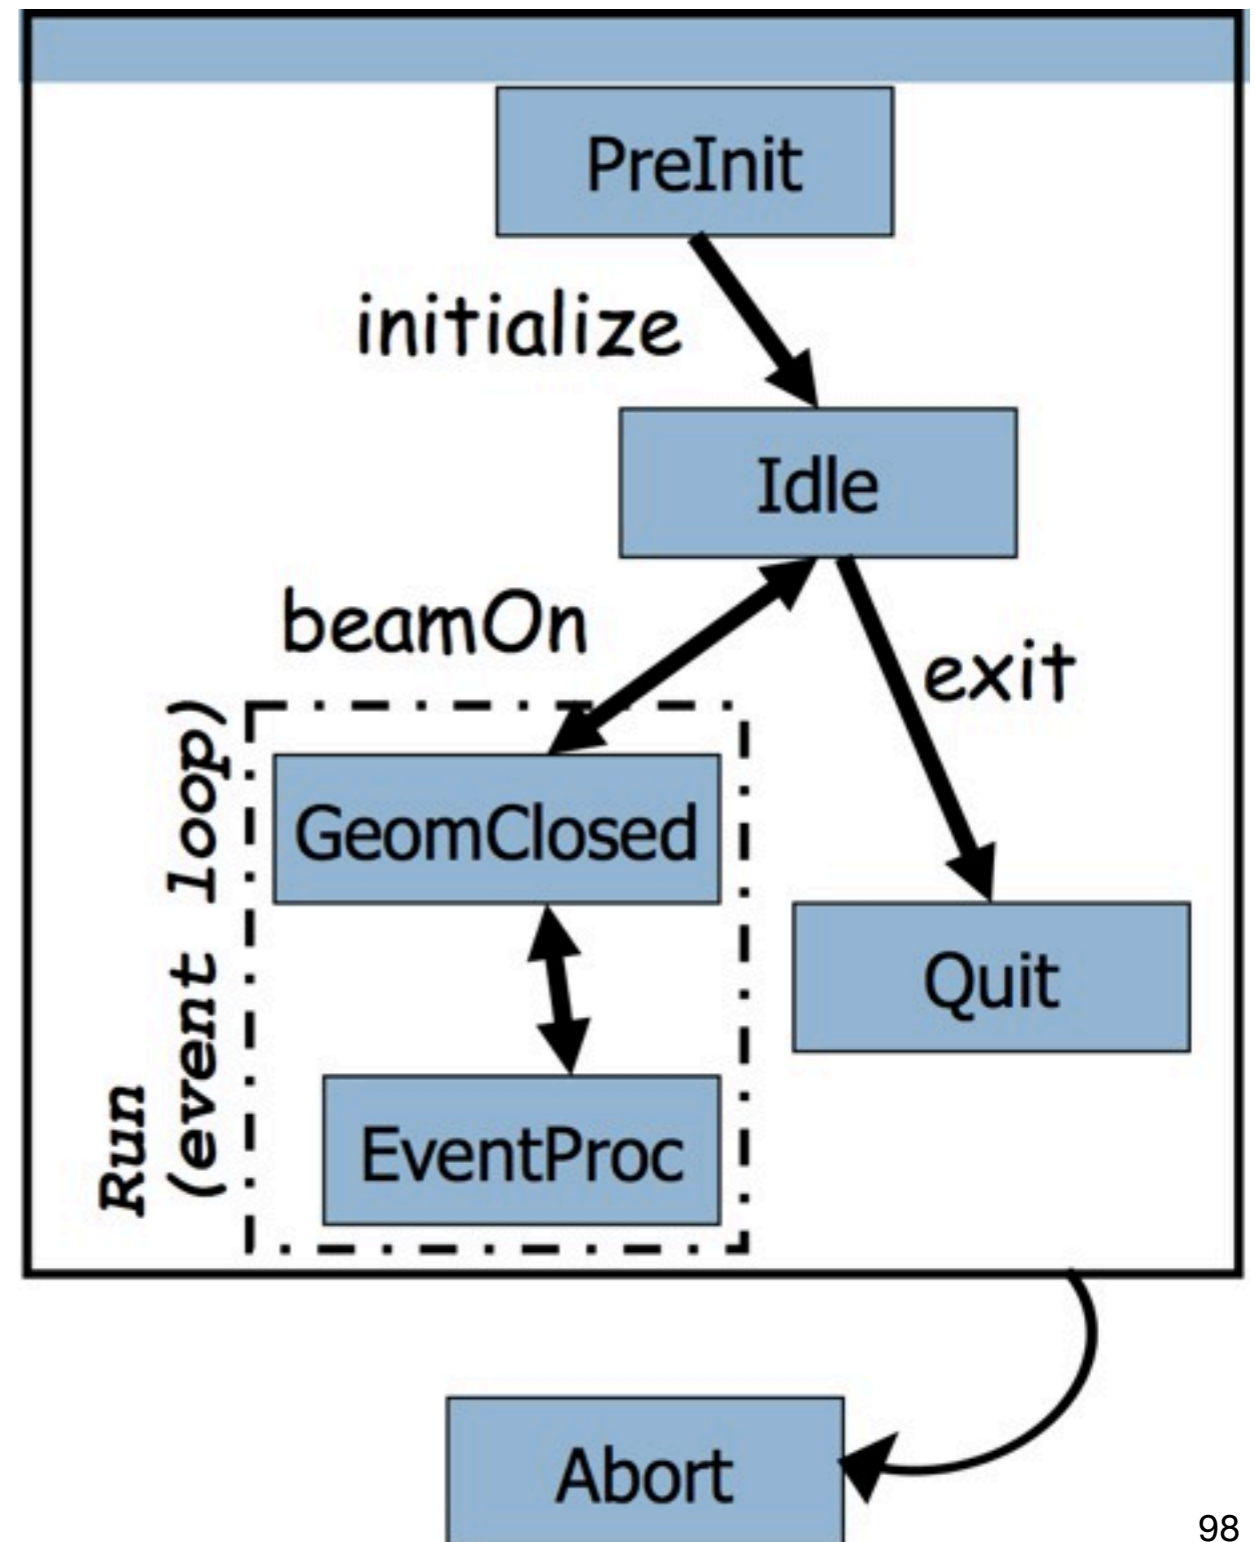 PreInit
initialize
Idle
beamOn
exit
Run
(event loop)
GeomClosed
Quit
EventProc
Abort
98